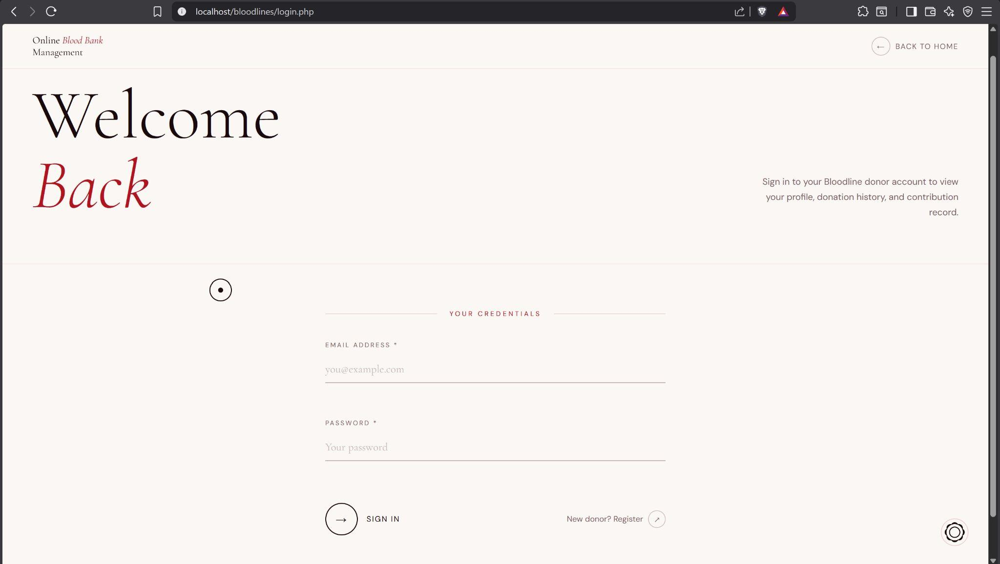 localhost/bloodlines/login.php
Online Blood Bank
Management
← BACK TO HOME
Welcome
Back
Sign in to your Bloodline donor account to view
your profile, donation history, and contribution
record.
YOUR CREDENTIALS
EMAIL ADDRESS *
you@example.com
PASSWORD *
Your password
→ SIGN IN
New donor? Register ↗